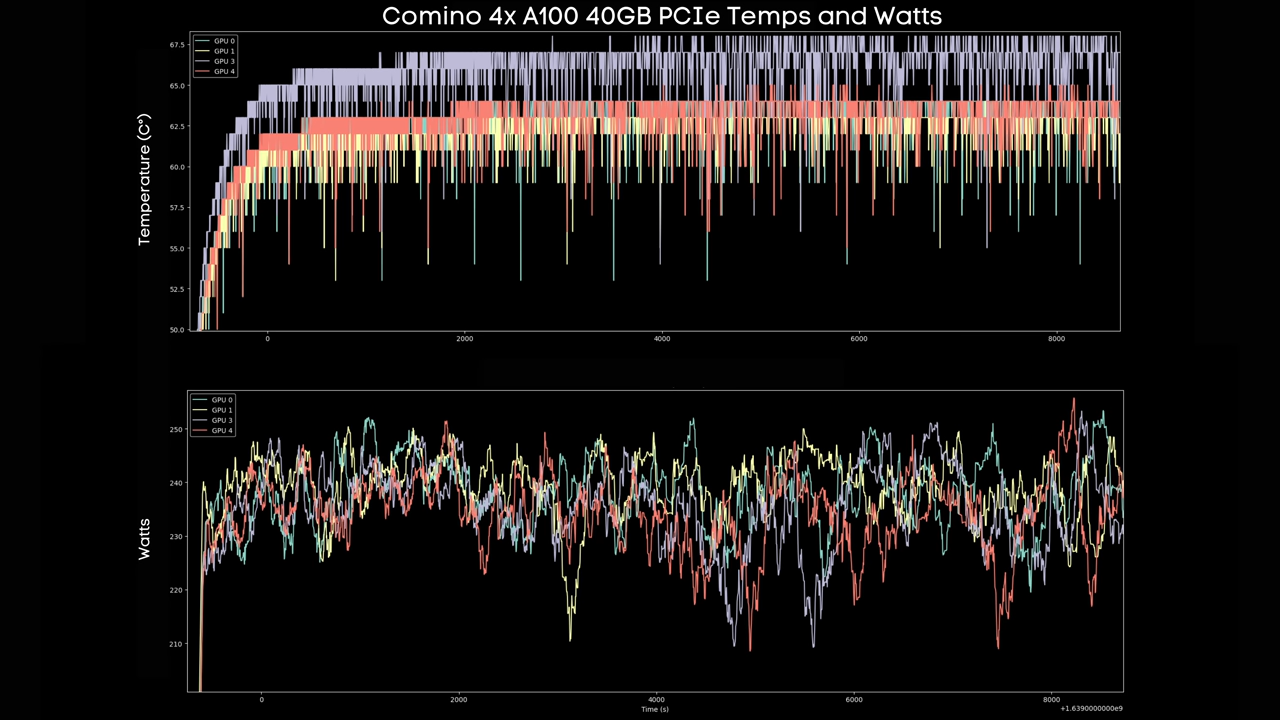 Comino 4x A100 40GB PCIe Temps and Watts
GPU 0
GPU 1
GPU 3
GPU 4
67.5
65.0
62.5
60.0
57.5
55.0
52.5
50.0
Temperature (C°)
0 2000 4000 6000 8000
GPU 0
GPU 1
GPU 3
GPU 4
250
240
230
220
210
Watts
0 2000 4000 6000 8000
Time (s)
+1.6390000000e9